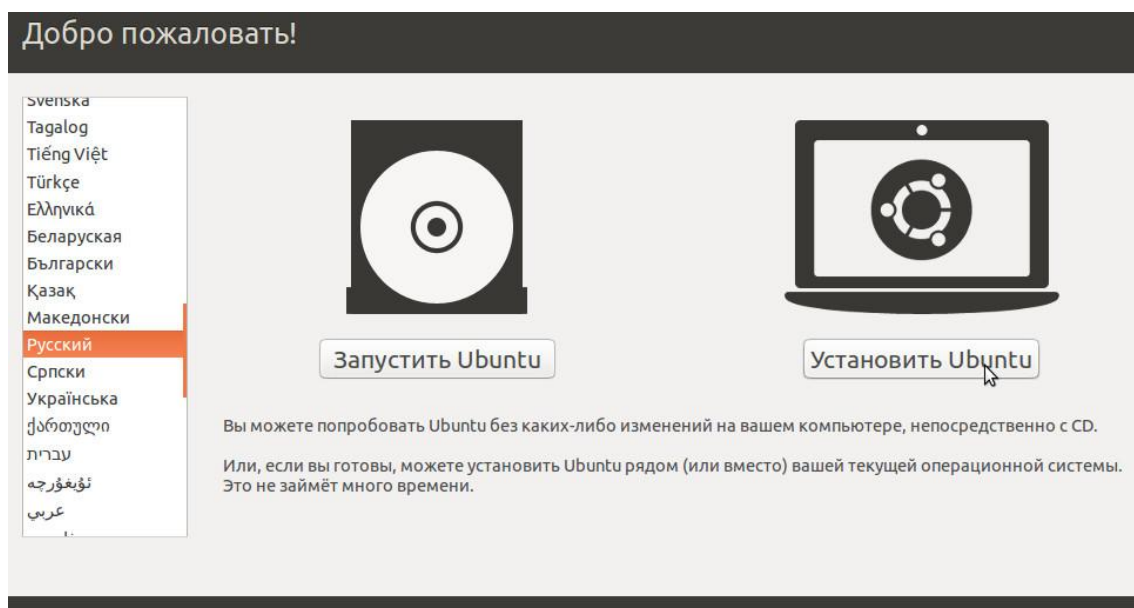 Добро пожаловать!
Svenska
Tagalog
Tiếng Việt
Türkçe
Ελληνικά
Беларуская
Български
Қазақ
Македонски
Русский
Српски
Українська
ქართული
עברית
ئۇيغۇرچە
عربي
Запустить Ubuntu
Установить Ubuntu
Вы можете попробовать Ubuntu без каких-либо изменений на вашем компьютере, непосредственно с CD.
Или, если вы готовы, можете установить Ubuntu рядом (или вместо) вашей текущей операционной системы.
Это не займёт много времени.